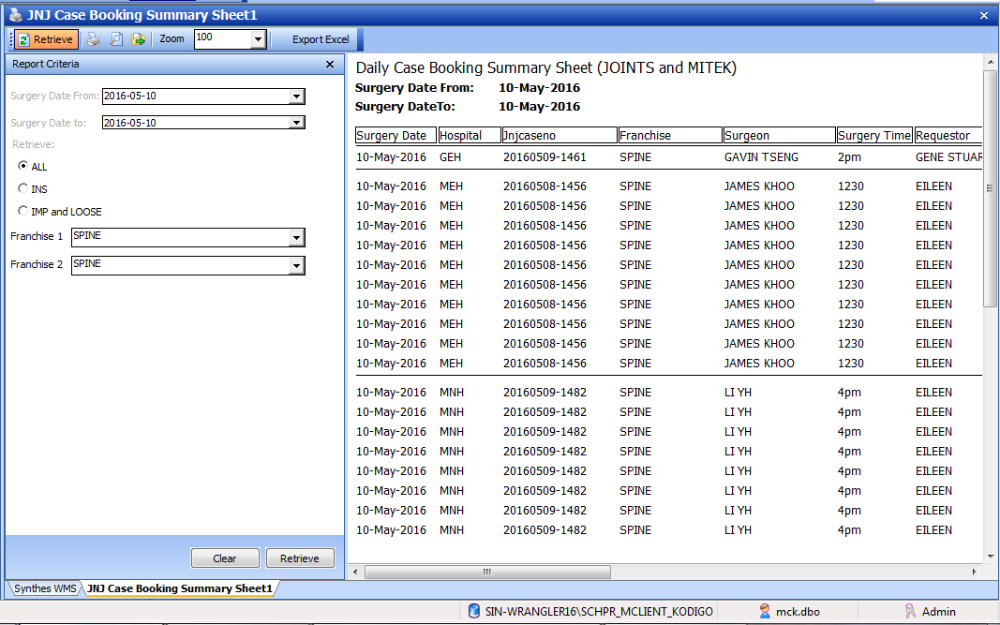 JNJ Case Booking Summary Sheet1
Retrieve Zoom 100 Export Excel
Report Criteria
Surgery Date From: 2016-05-10
Surgery Date to: 2016-05-10
Retrieve:
ALL
INS
IMP and LOOSE
Franchise 1 SPINE
Franchise 2 SPINE
Clear Retrieve
Daily Case Booking Summary Sheet (JOINTS and MITEK)
Surgery Date From: 10-May-2016
Surgery DateTo: 10-May-2016
Surgery Date Hospital Jnjcaseno Franchise Surgeon Surgery Time Requestor
10-May-2016 GEH 20160509-1461 SPINE GAVIN TSENG 2pm GENE STUAR
10-May-2016 MEH 20160508-1456 SPINE JAMES KHOO 1230 EILEEN
10-May-2016 MEH 20160508-1456 SPINE JAMES KHOO 1230 EILEEN
10-May-2016 MEH 20160508-1456 SPINE JAMES KHOO 1230 EILEEN
10-May-2016 MEH 20160508-1456 SPINE JAMES KHOO 1230 EILEEN
10-May-2016 MEH 20160508-1456 SPINE JAMES KHOO 1230 EILEEN
10-May-2016 MEH 20160508-1456 SPINE JAMES KHOO 1230 EILEEN
10-May-2016 MEH 20160508-1456 SPINE JAMES KHOO 1230 EILEEN
10-May-2016 MEH 20160508-1456 SPINE JAMES KHOO 1230 EILEEN
10-May-2016 MEH 20160508-1456 SPINE JAMES KHOO 1230 EILEEN
10-May-2016 MEH 20160508-1456 SPINE JAMES KHOO 1230 EILEEN
10-May-2016 MNH 20160509-1482 SPINE LI YH 4pm EILEEN
10-May-2016 MNH 20160509-1482 SPINE LI YH 4pm EILEEN
10-May-2016 MNH 20160509-1482 SPINE LI YH 4pm EILEEN
10-May-2016 MNH 20160509-1482 SPINE LI YH 4pm EILEEN
10-May-2016 MNH 20160509-1482 SPINE LI YH 4pm EILEEN
10-May-2016 MNH 20160509-1482 SPINE LI YH 4pm EILEEN
10-May-2016 MNH 20160509-1482 SPINE LI YH 4pm EILEEN
10-May-2016 MNH 20160509-1482 SPINE LI YH 4pm EILEEN
Synthes WMS JNJ Case Booking Summary Sheet1
SIN-WRANGLER16\SCHPR_MCLIENT_KODIGO mck.dbo Admin